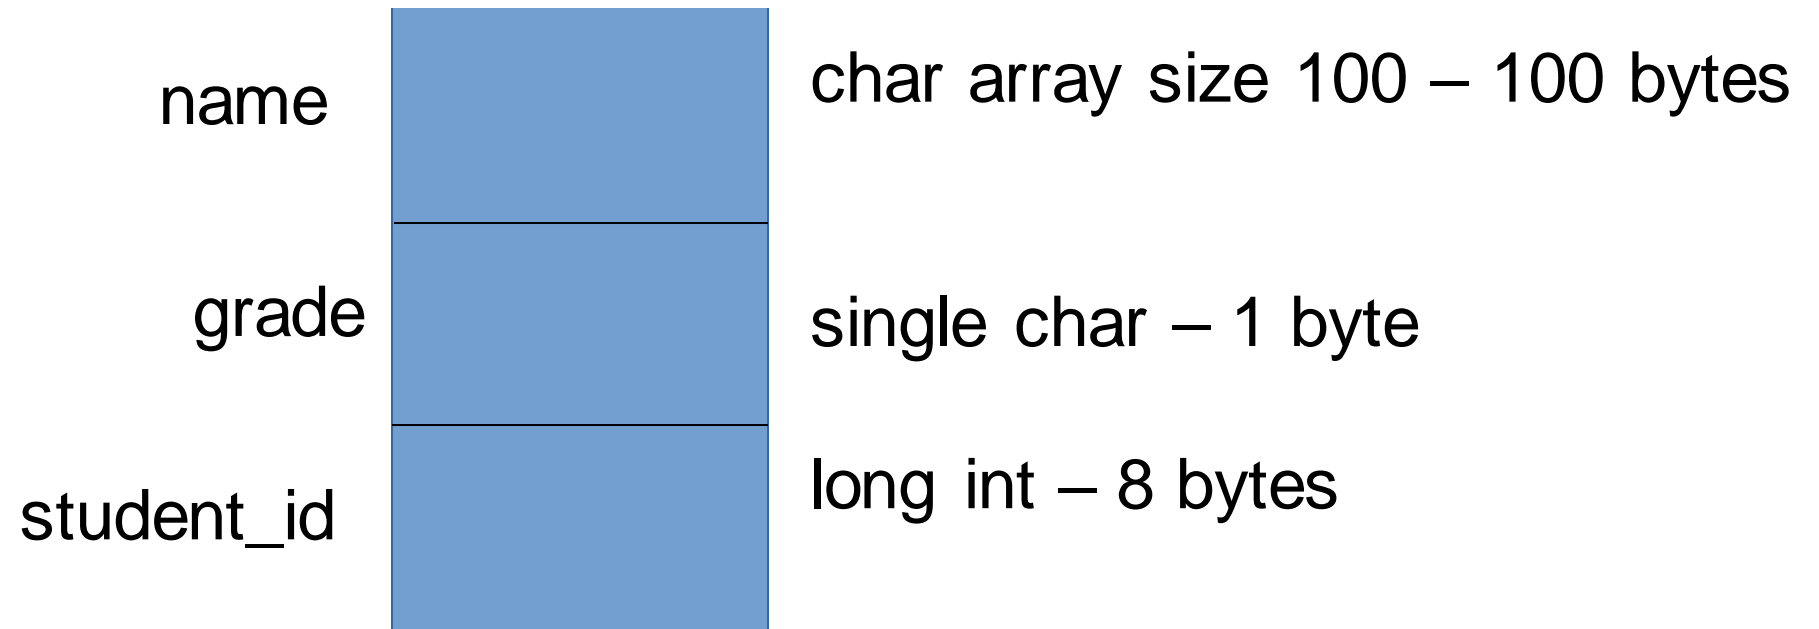 name
char array size 100 – 100 bytes
grade
single char – 1 byte
student_id
long int – 8 bytes